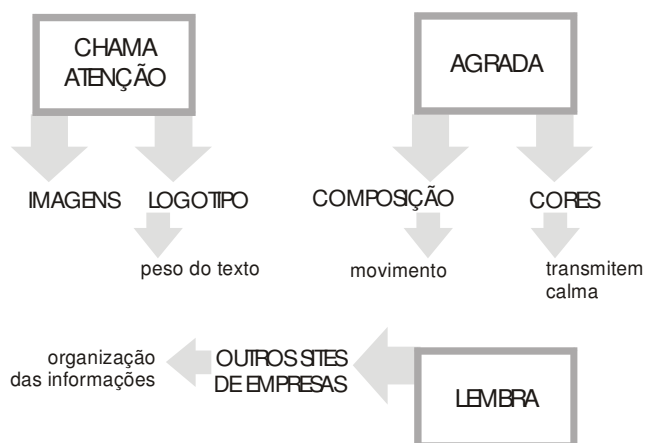 CHAMA
ATENÇÃO
AGRADA
IMAGENS
LOGOTIPO
COMPOSIÇÃO
CORES
peso do texto
movimento
transmitem
calma
organização
das informações
OUTROS SITES
DE EMPRESAS
LEMBRA